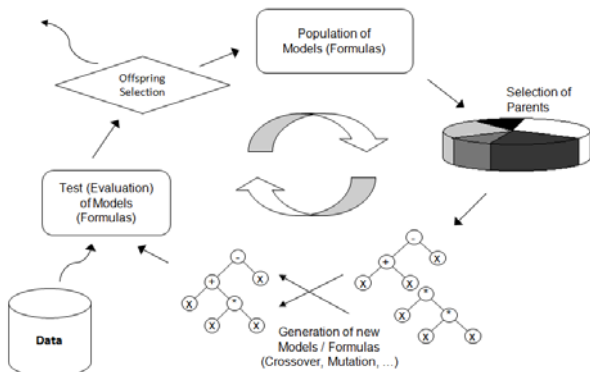 Population of
Models (Formulas)
Offspring
Selection
Selection of
Parents
Test (Evaluation)
of Models
(Formulas)
-
+
X
X
X
*
X
*
X
X
-
+
X
X
*
X
X
Generation of new
Models / Formulas
(Crossover, Mutation, ...)
Data